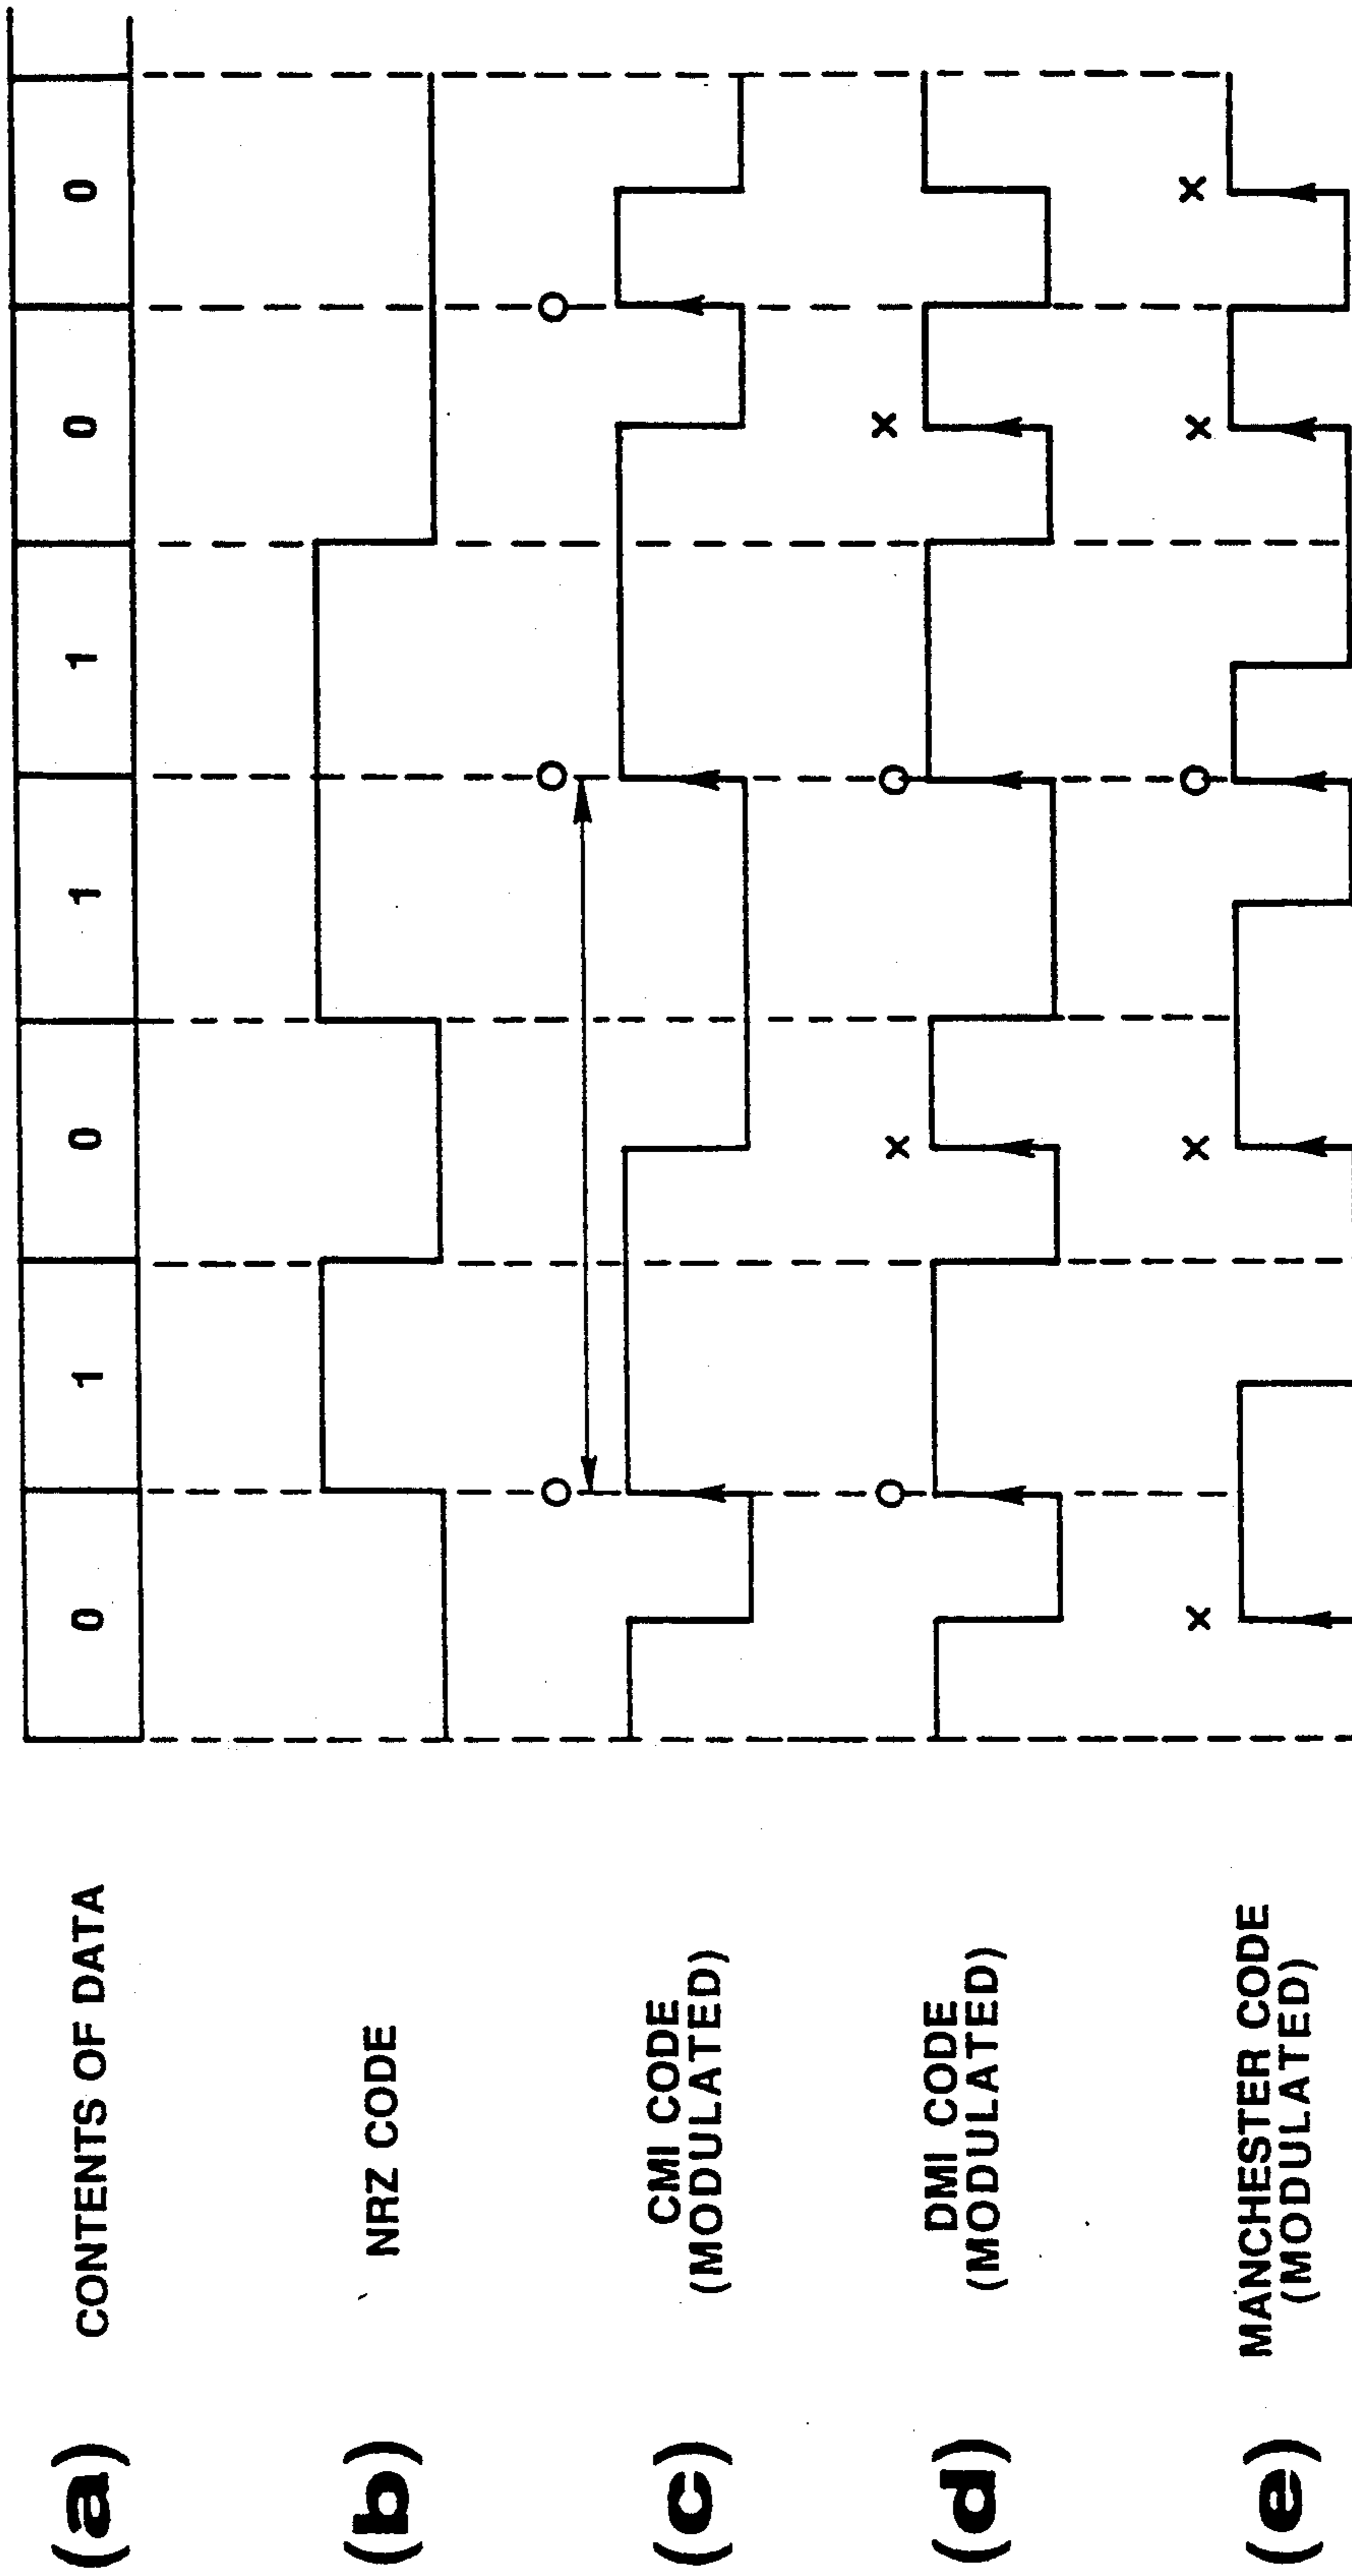 (a) CONTENTS OF DATA 0 1 0 1 1 0 0
(b) NRZ CODE
(c) CMI CODE
(MODULATED)
(d) DMI CODE
(MODULATED)
(e) MANCHESTER CODE
(MODULATED)